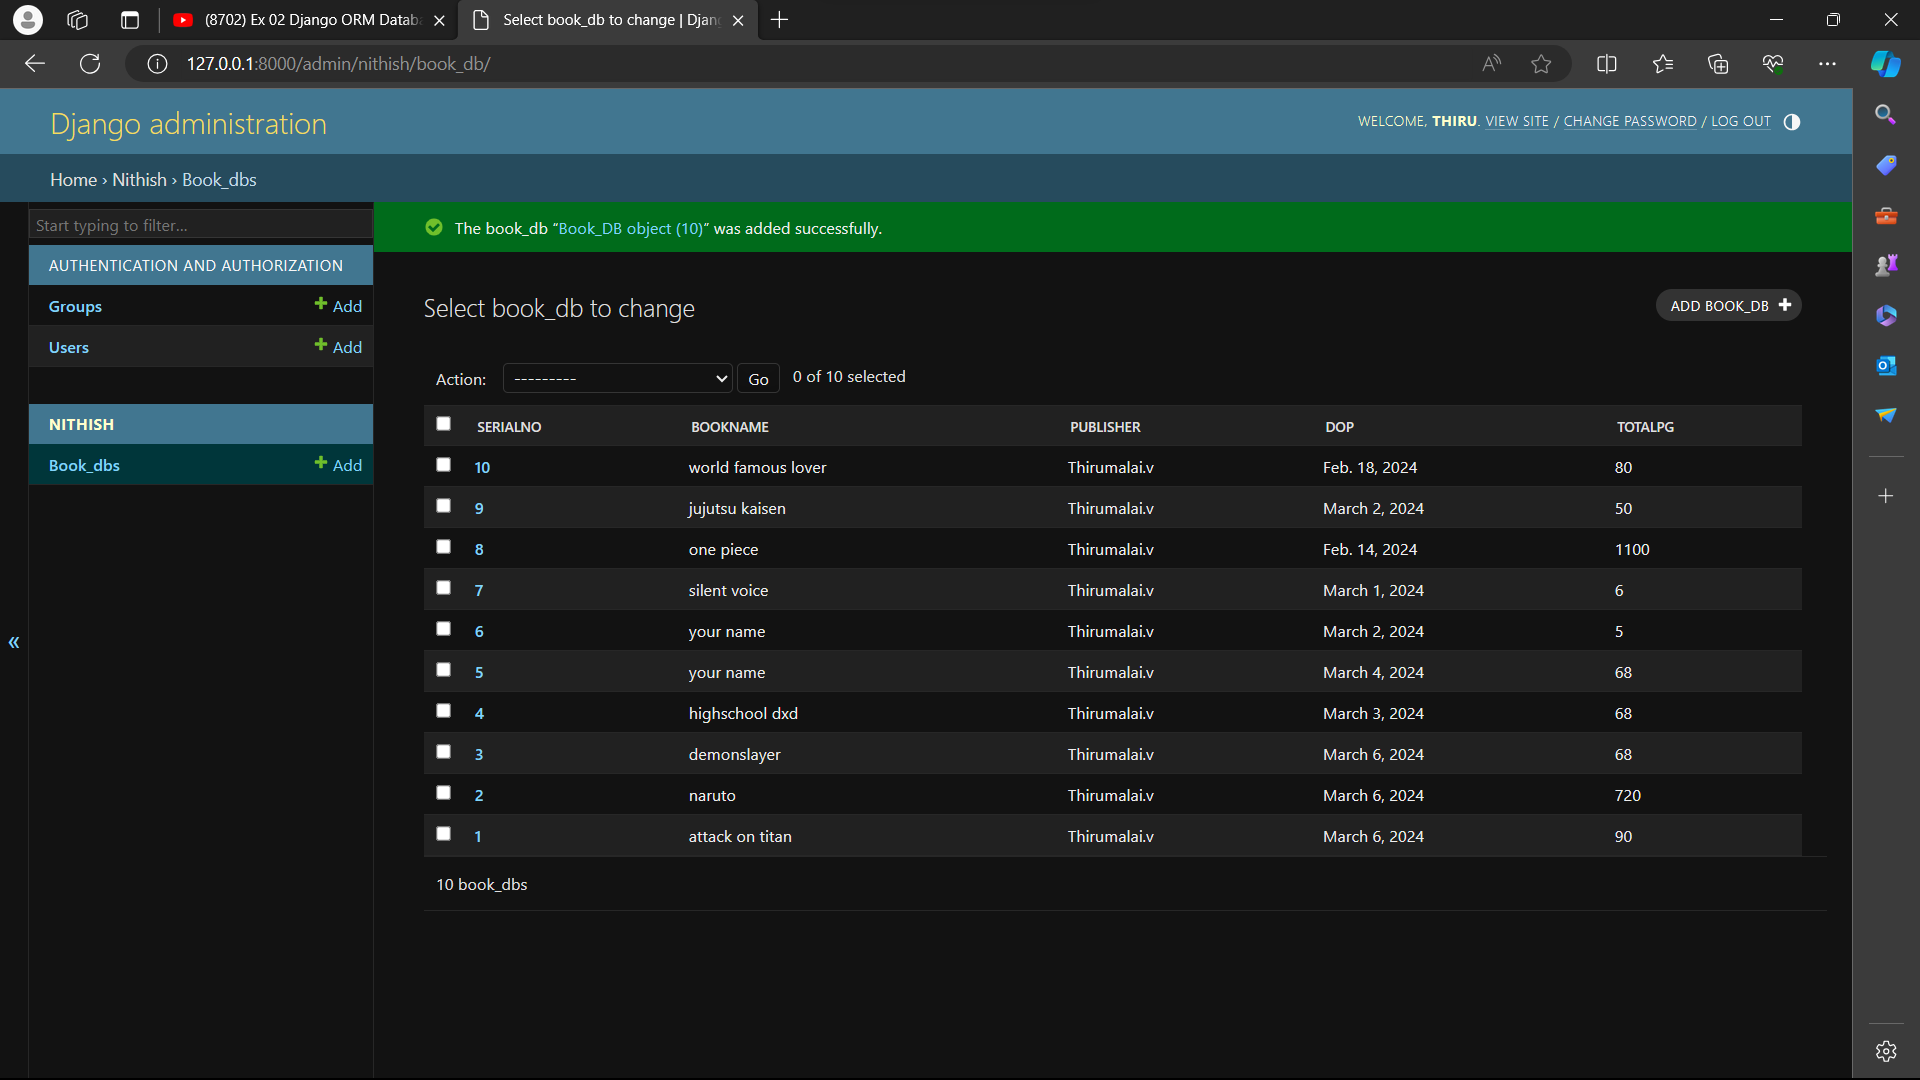 (8702) Ex 02 Django ORM Datab
Select book_db to change | Djan
127.0.0.1:8000/admin/nithish/book_db/
Django administration
WELCOME, THIRU. VIEW SITE / CHANGE PASSWORD / LOG OUT
Home › Nithish › Book_dbs
Start typing to filter...
AUTHENTICATION AND AUTHORIZATION
Groups + Add
Users + Add
NITHISH
Book_dbs + Add
«
The book_db “Book_DB object (10)” was added successfully.
Select book_db to change
ADD BOOK_DB +
Action: --------- Go 0 of 10 selected
SERIALNO BOOKNAME PUBLISHER DOP TOTALPG
10 world famous lover Thirumalai.v Feb. 18, 2024 80
9 jujutsu kaisen Thirumalai.v March 2, 2024 50
8 one piece Thirumalai.v Feb. 14, 2024 1100
7 silent voice Thirumalai.v March 1, 2024 6
6 your name Thirumalai.v March 2, 2024 5
5 your name Thirumalai.v March 4, 2024 68
4 highschool dxd Thirumalai.v March 3, 2024 68
3 demonslayer Thirumalai.v March 6, 2024 68
2 naruto Thirumalai.v March 6, 2024 720
1 attack on titan Thirumalai.v March 6, 2024 90
10 book_dbs